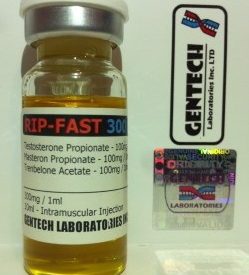 RIP-FAST 300
Testosterone Propionate - 100mg
Masteron Propionate - 100mg /
Trenbolone Acetate - 100mg /
300mg / 1ml
10ml - Intramuscular Injection
GENTECH LABORATORIES INC
GENTECH
Laboratories Inc. LTD
GENTECH
LABORATORIES